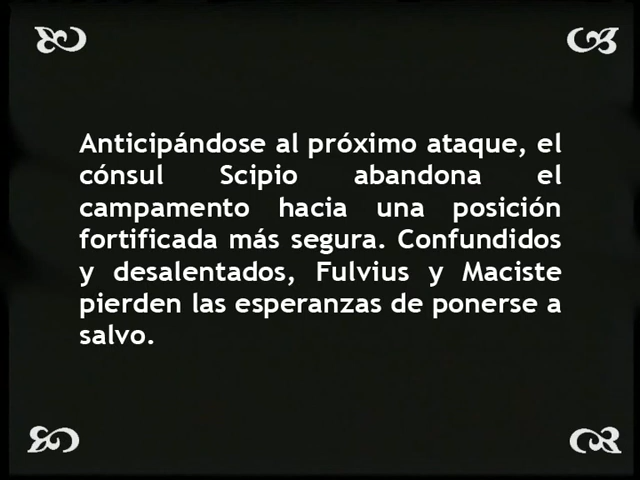 Anticipándose al próximo ataque, el
cónsul Scipio abandona el
campamento hacia una posición
fortificada más segura. Confundidos
y desalentados, Fulvius y Maciste
pierden las esperanzas de ponerse a
salvo.